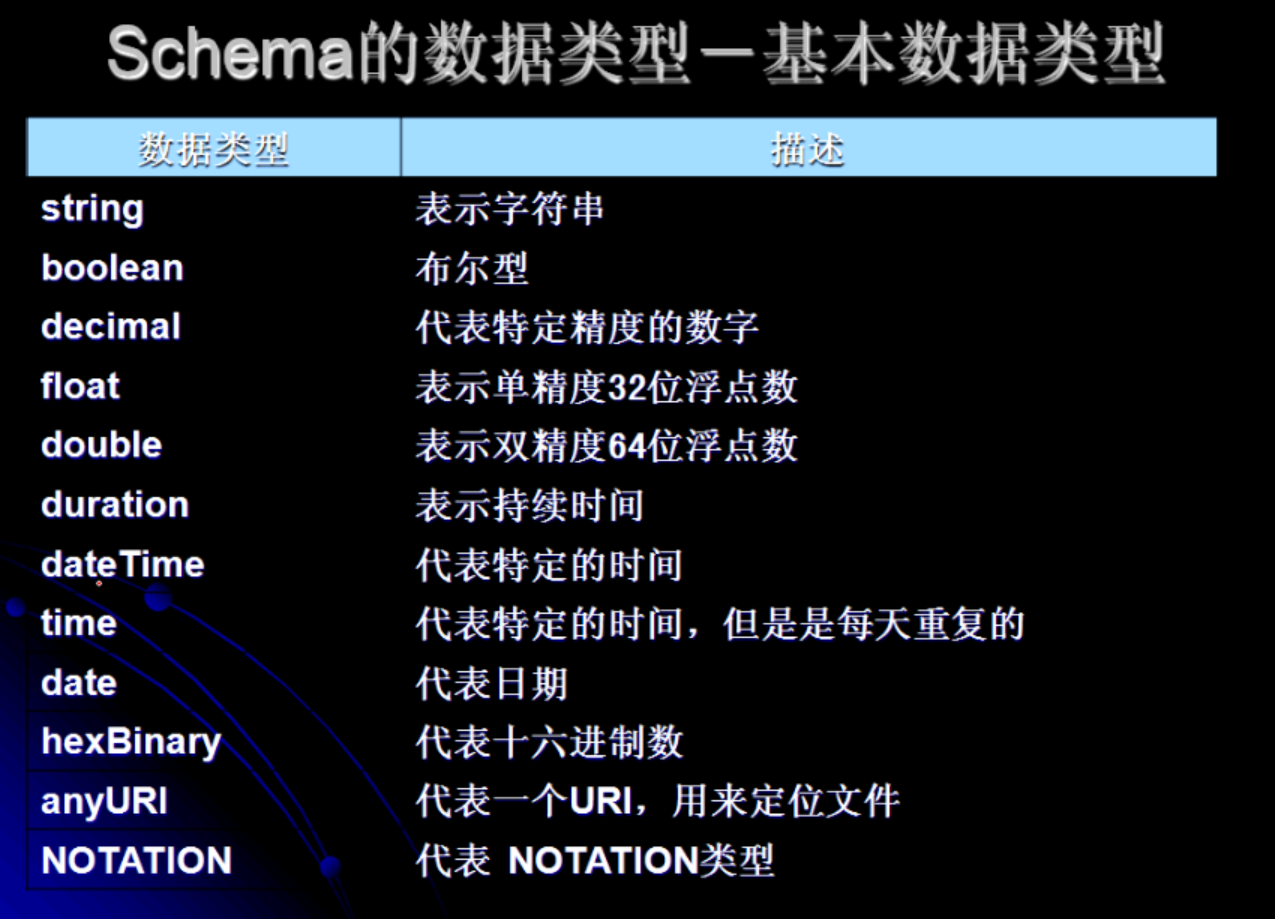 Schema的数据类型－基本数据类型
数据类型 描述
string 表示字符串
boolean 布尔型
decimal 代表特定精度的数字
float 表示单精度32位浮点数
double 表示双精度64位浮点数
duration 表示持续时间
dateTime 代表特定的时间
time 代表特定的时间，但是是每天重复的
date 代表日期
hexBinary 代表十六进制数
anyURI 代表一个URI，用来定位文件
NOTATION 代表 NOTATION类型